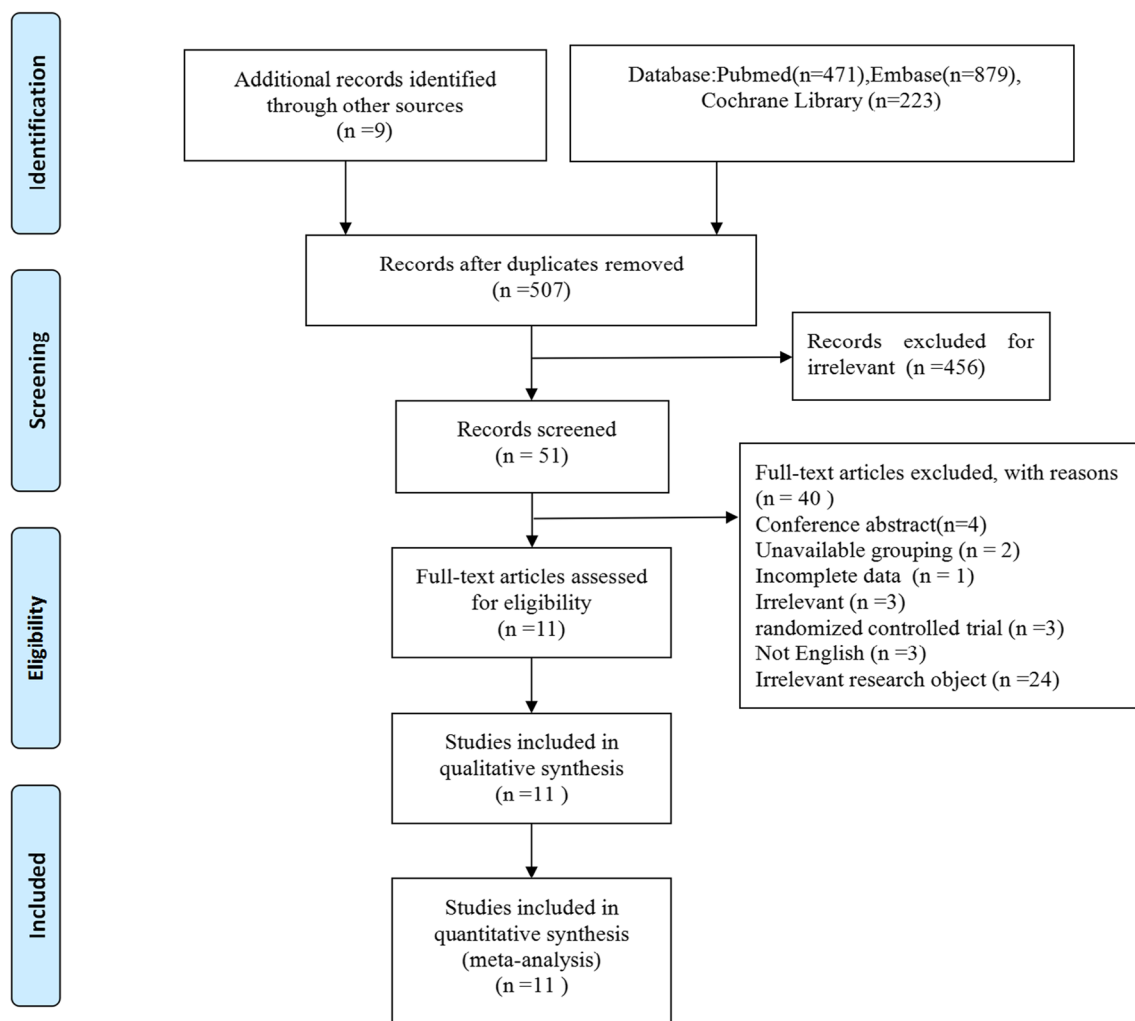 Identification
Additional records identified
through other sources
(n =9)
Database:Pubmed(n=471),Embase(n=879),
Cochrane Library (n=223)
Records after duplicates removed
(n =507)
Screening
Records excluded for
irrelevant (n =456)
Records screened
(n = 51)
Full-text articles excluded, with reasons
(n = 40 )
Conference abstract(n=4)
Unavailable grouping (n = 2)
Incomplete data (n = 1)
Irrelevant (n =3)
randomized controlled trial (n =3)
Not English (n =3)
Irrelevant research object (n =24)
Eligibility
Full-text articles assessed
for eligibility
(n =11)
Studies included in
qualitative synthesis
(n =11 )
Included
Studies included in
quantitative synthesis
(meta-analysis)
(n =11 )